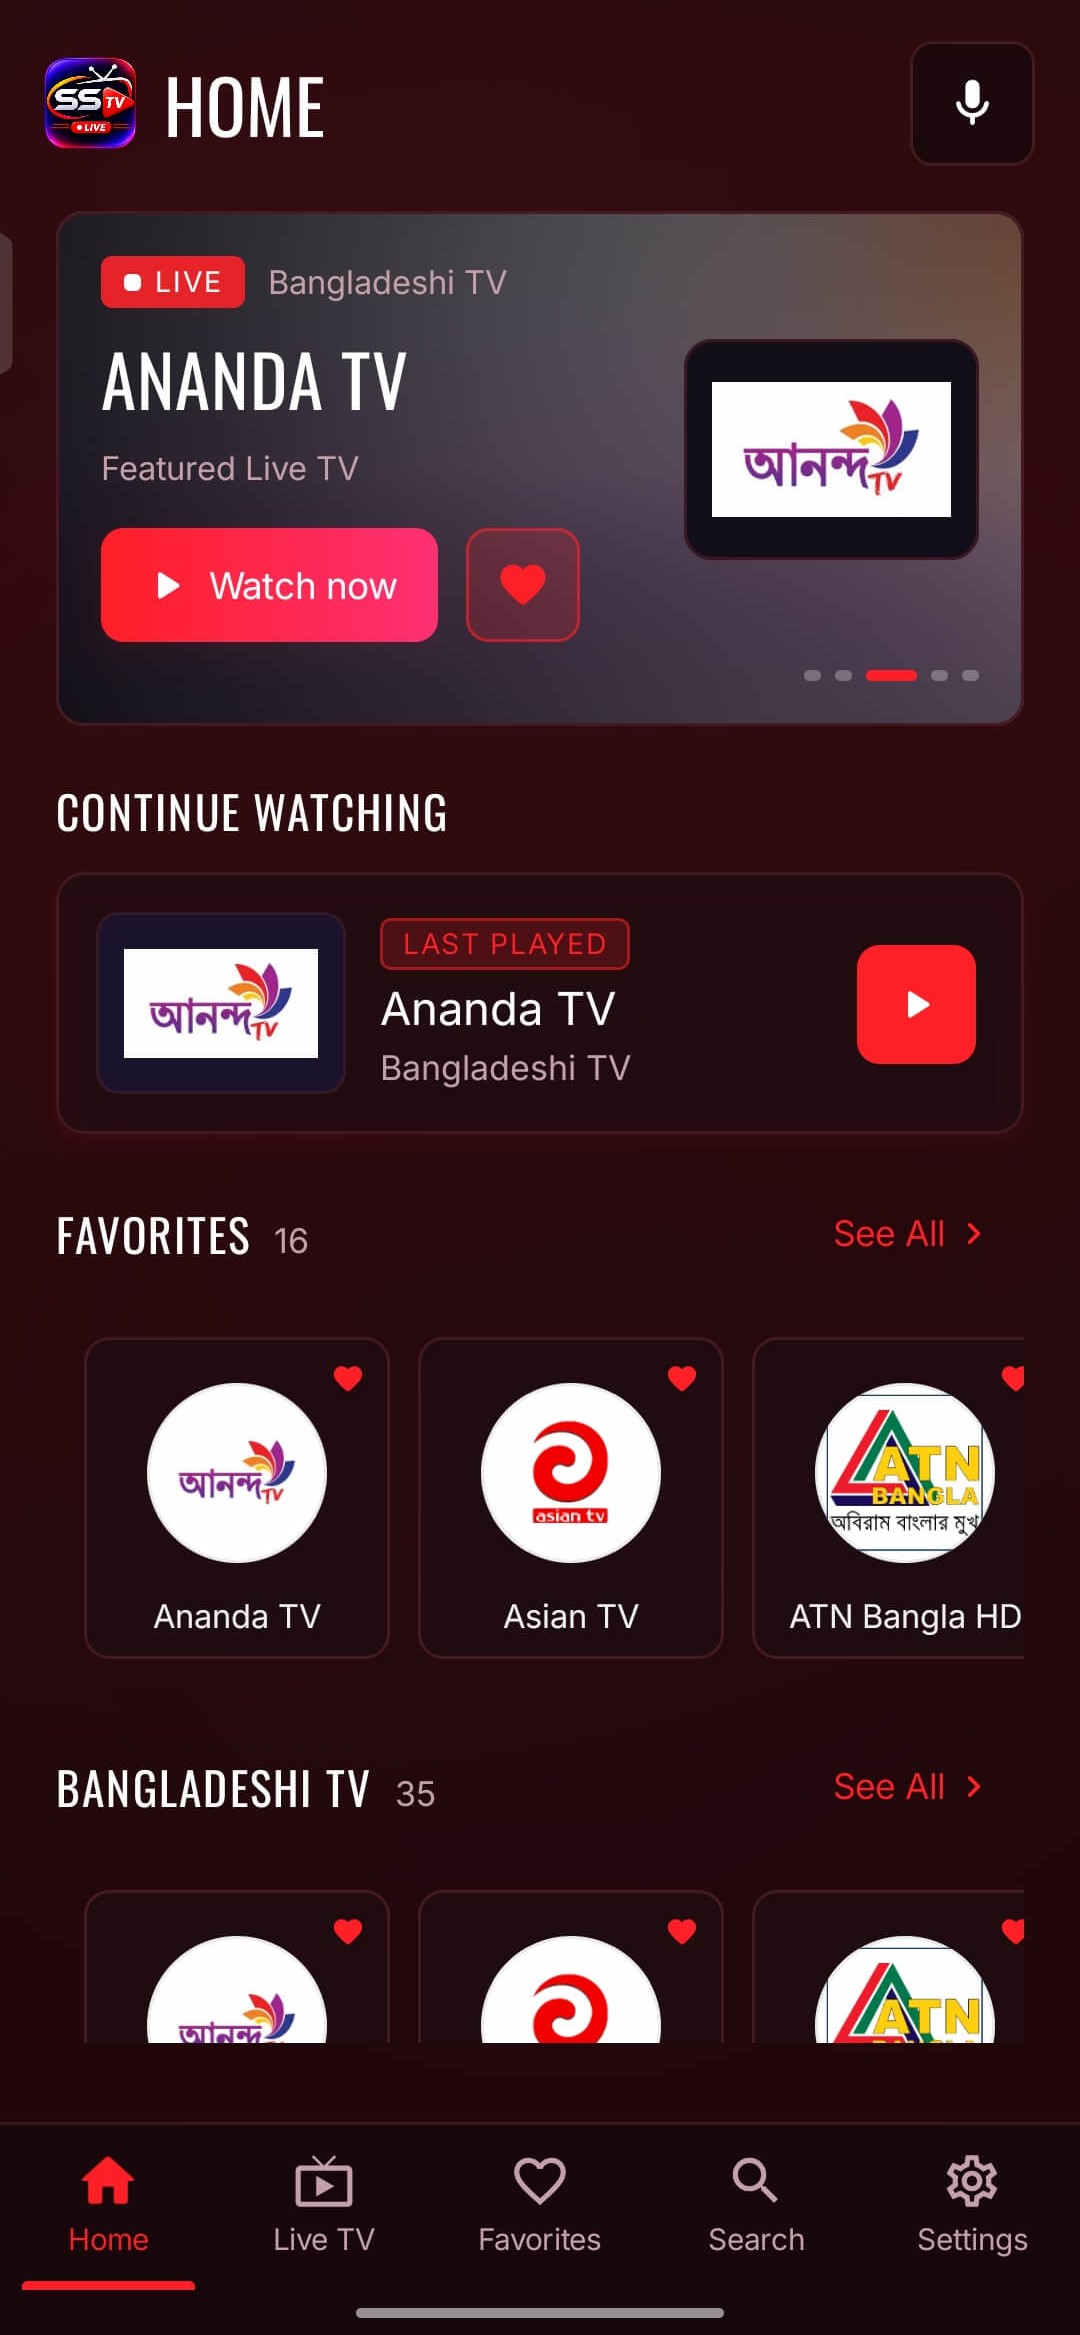 SS TV
LIVE
HOME
LIVE
Bangladeshi TV
ANANDA TV
Featured Live TV
আনন্দ TV
Watch now
CONTINUE WATCHING
আনন্দ TV
LAST PLAYED
Ananda TV
Bangladeshi TV
FAVORITES 16
See All
আনন্দ TV
asian tv
ATN
BANGLA
অবিরাম বাংলার মুখ
Ananda TV
Asian TV
ATN Bangla HD
BANGLADESHI TV 35
See All
আনন্দ TV
ATN
Home
Live TV
Favorites
Search
Settings